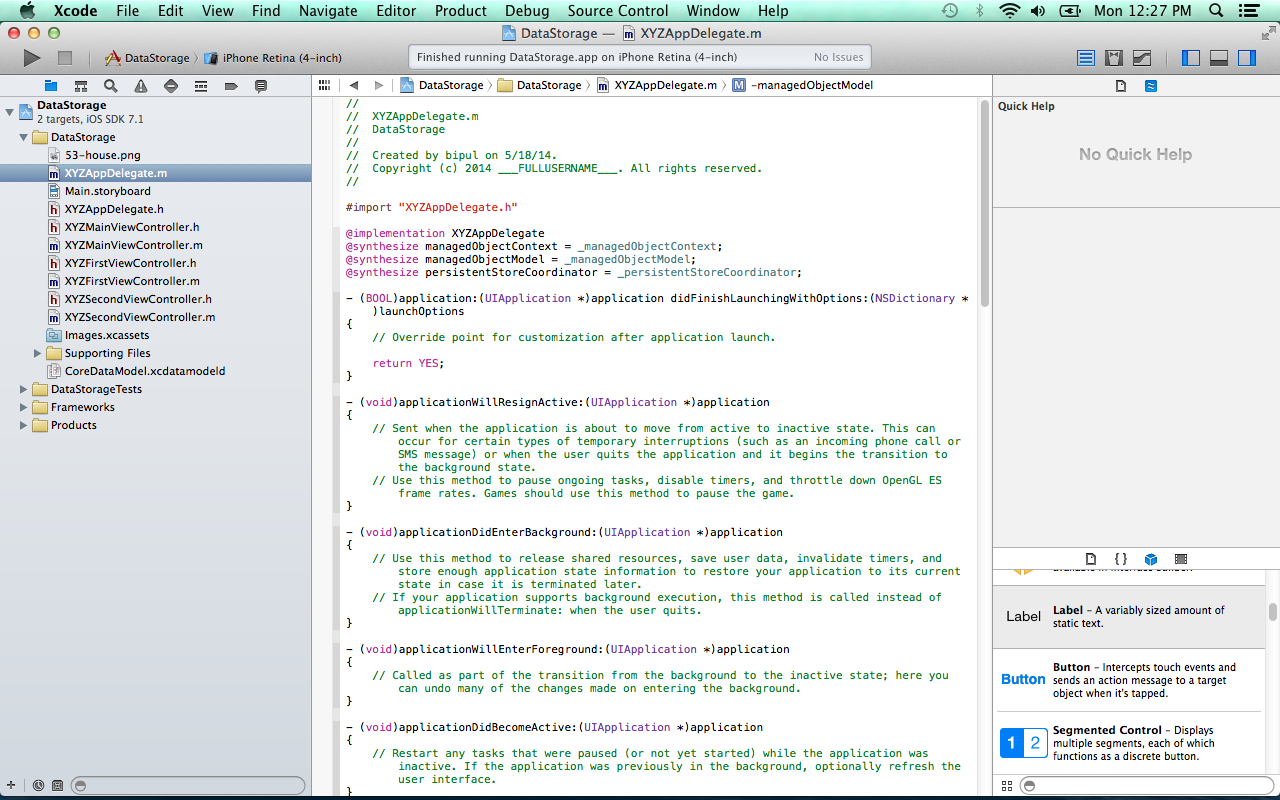 Xcode File Edit View Find Navigate Editor Product Debug Source Control Window Help Mon 12:27 PM
DataStorage — XYZAppDelegate.m
DataStorage iPhone Retina (4-inch)
Finished running DataStorage.app on iPhone Retina (4-inch) No Issues
DataStorage DataStorage XYZAppDelegate.m -managedObjectModel
DataStorage
2 targets, iOS SDK 7.1
DataStorage
53-house.png
XYZAppDelegate.m
Main.storyboard
XYZAppDelegate.h
XYZMainViewController.h
XYZMainViewController.m
XYZFirstViewController.h
XYZFirstViewController.m
XYZSecondViewController.h
XYZSecondViewController.m
Images.xcassets
Supporting Files
CoreDataModel.xcdatamodeld
DataStorageTests
Frameworks
Products
//
// XYZAppDelegate.m
// DataStorage
//
// Created by bipul on 5/18/14.
// Copyright (c) 2014 ___FULLUSERNAME___. All rights reserved.
//
#import "XYZAppDelegate.h"
@implementation XYZAppDelegate
@synthesize managedObjectContext = _managedObjectContext;
@synthesize managedObjectModel = _managedObjectModel;
@synthesize persistentStoreCoordinator = _persistentStoreCoordinator;
- (BOOL)application:(UIApplication *)application didFinishLaunchingWithOptions:(NSDictionary *
)launchOptions
{
// Override point for customization after application launch.
return YES;
}
- (void)applicationWillResignActive:(UIApplication *)application
{
// Sent when the application is about to move from active to inactive state. This can
occur for certain types of temporary interruptions (such as an incoming phone call or
SMS message) or when the user quits the application and it begins the transition to
the background state.
// Use this method to pause ongoing tasks, disable timers, and throttle down OpenGL ES
frame rates. Games should use this method to pause the game.
}
- (void)applicationDidEnterBackground:(UIApplication *)application
{
// Use this method to release shared resources, save user data, invalidate timers, and
store enough application state information to restore your application to its current
state in case it is terminated later.
// If your application supports background execution, this method is called instead of
applicationWillTerminate: when the user quits.
}
- (void)applicationWillEnterForeground:(UIApplication *)application
{
// Called as part of the transition from the background to the inactive state; here you
can undo many of the changes made on entering the background.
}
- (void)applicationDidBecomeActive:(UIApplication *)application
{
// Restart any tasks that were paused (or not yet started) while the application was
inactive. If the application was previously in the background, optionally refresh the
user interface.
}
Quick Help
No Quick Help
Label
Label – A variably sized amount of
static text.
Button
Button – Intercepts touch events and
sends an action message to a target
object when it's tapped.
1 2
Segmented Control – Displays
multiple segments, each of which
functions as a discrete button.